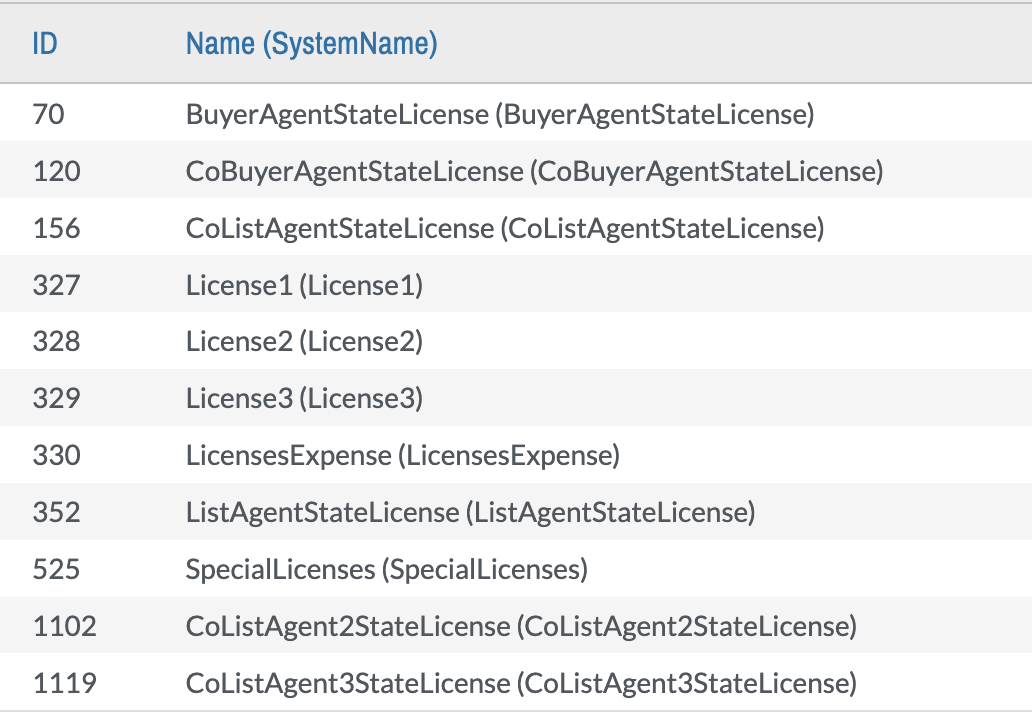 ID Name (SystemName)
70 BuyerAgentStateLicense (BuyerAgentStateLicense)
120 CoBuyerAgentStateLicense (CoBuyerAgentStateLicense)
156 CoListAgentStateLicense (CoListAgentStateLicense)
327 License1 (License1)
328 License2 (License2)
329 License3 (License3)
330 LicensesExpense (LicensesExpense)
352 ListAgentStateLicense (ListAgentStateLicense)
525 SpecialLicenses (SpecialLicenses)
1102 CoListAgent2StateLicense (CoListAgent2StateLicense)
1119 CoListAgent3StateLicense (CoListAgent3StateLicense)